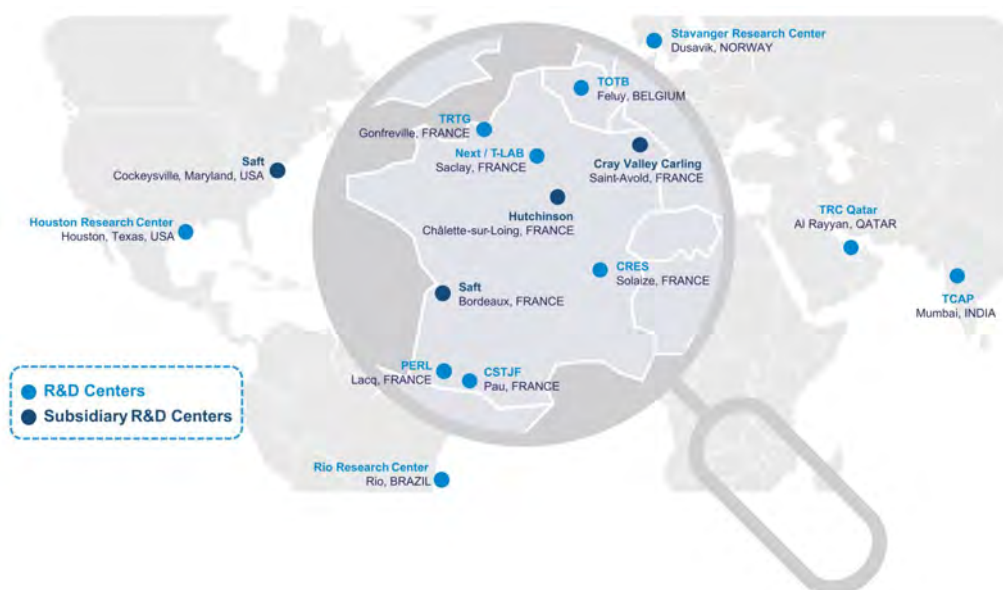 Stavanger Research Center
Dusavik, NORWAY
TOTB
Feluy, BELGIUM
TRTG
Gonfreville, FRANCE
Next / T-LAB
Saclay, FRANCE
Cray Valley Carling
Saint-Avold, FRANCE
Saft
Cockeysville, Maryland, USA
Houston Research Center
Houston, Texas, USA
Hutchinson
Châlette-sur-Loing, FRANCE
TRC Qatar
Al Rayyan, QATAR
CRES
Solaize, FRANCE
TCAP
Mumbai, INDIA
Saft
Bordeaux, FRANCE
PERL
Lacq, FRANCE
CSTJF
Pau, FRANCE
R&D Centers
Subsidiary R&D Centers
Rio Research Center
Rio, BRAZIL